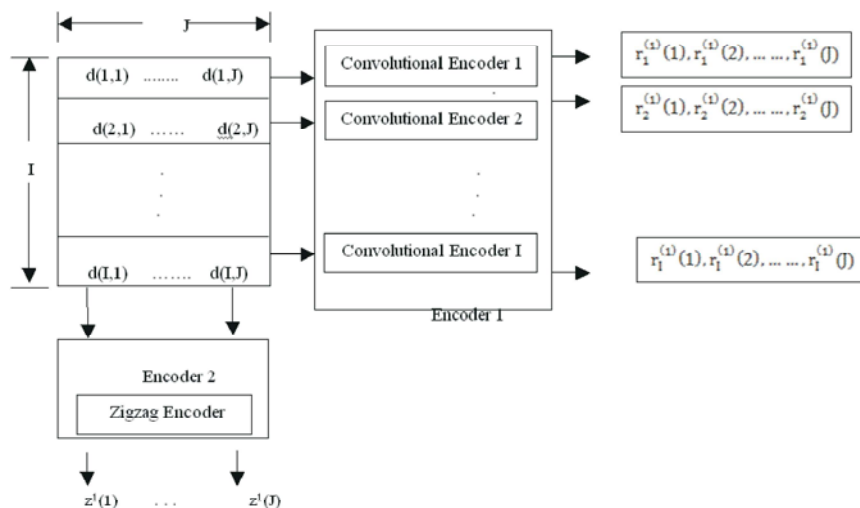 J
d(1,1) ........ d(1,J)
Convolutional Encoder 1
r₁⁽¹⁾(1), r₁⁽¹⁾(2), ... ..., r₁⁽¹⁾(J)
d(2,1) ...... d(2,J)
Convolutional Encoder 2
r₂⁽¹⁾(1), r₂⁽¹⁾(2), ... ..., r₂⁽¹⁾(J)
I
.
.
.
Convolutional Encoder I
r_I⁽¹⁾(1), r_I⁽¹⁾(2), ... ..., r_I⁽¹⁾(J)
d(I,1) ....... d(I,J)
Encoder 1
Encoder 2
Zigzag Encoder
z¹(1) ... z¹(J)